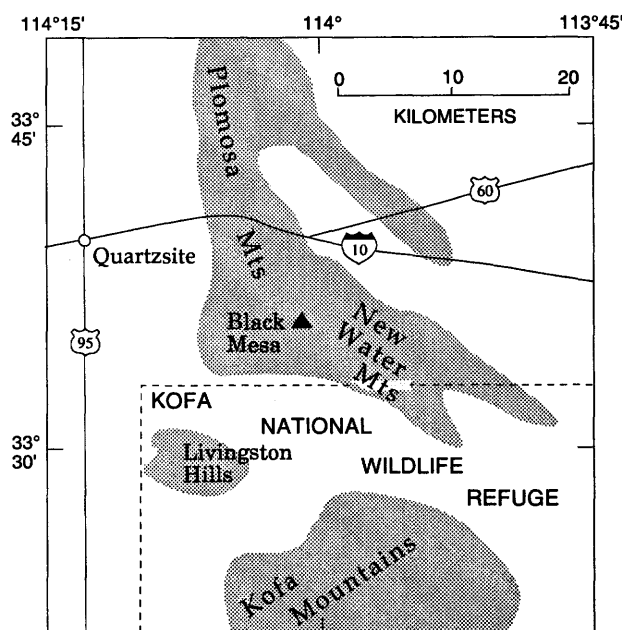 114°15'
114°
113°45'
0
10
20
KILOMETERS
33°
45'
Plomosa
Mts
60
10
Quartzsite
95
Black
Mesa
New
Water
Mts
KOFA
NATIONAL
WILDLIFE
REFUGE
33°
30'
Livingston
Hills
Kofa
Mountains